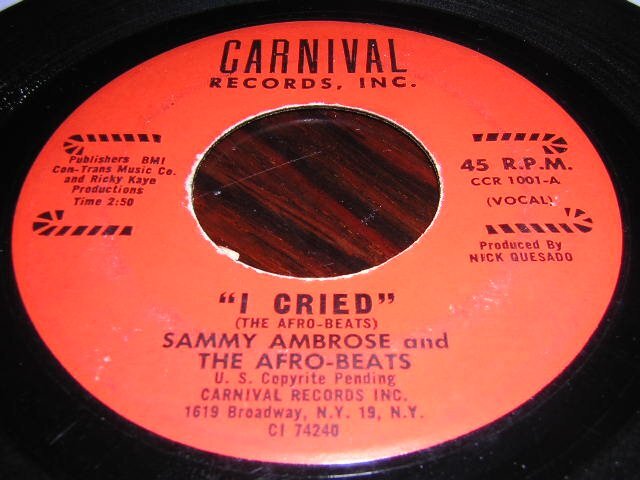 CARNIVAL
RECORDS, INC.
Publishers BMI
Con-Trans Music Co.
and Ricky Kaye
Productions
Time 2:50
45 R.P.M.
CCR 1001-A
(VOCAL)
Produced By
NICK QUESADO
"I CRIED"
(THE AFRO-BEATS)
SAMMY AMBROSE and
THE AFRO-BEATS
U. S. Copyrite Pending
CARNIVAL RECORDS INC.
1619 Broadway, N.Y. 19, N.Y.
CI 74240